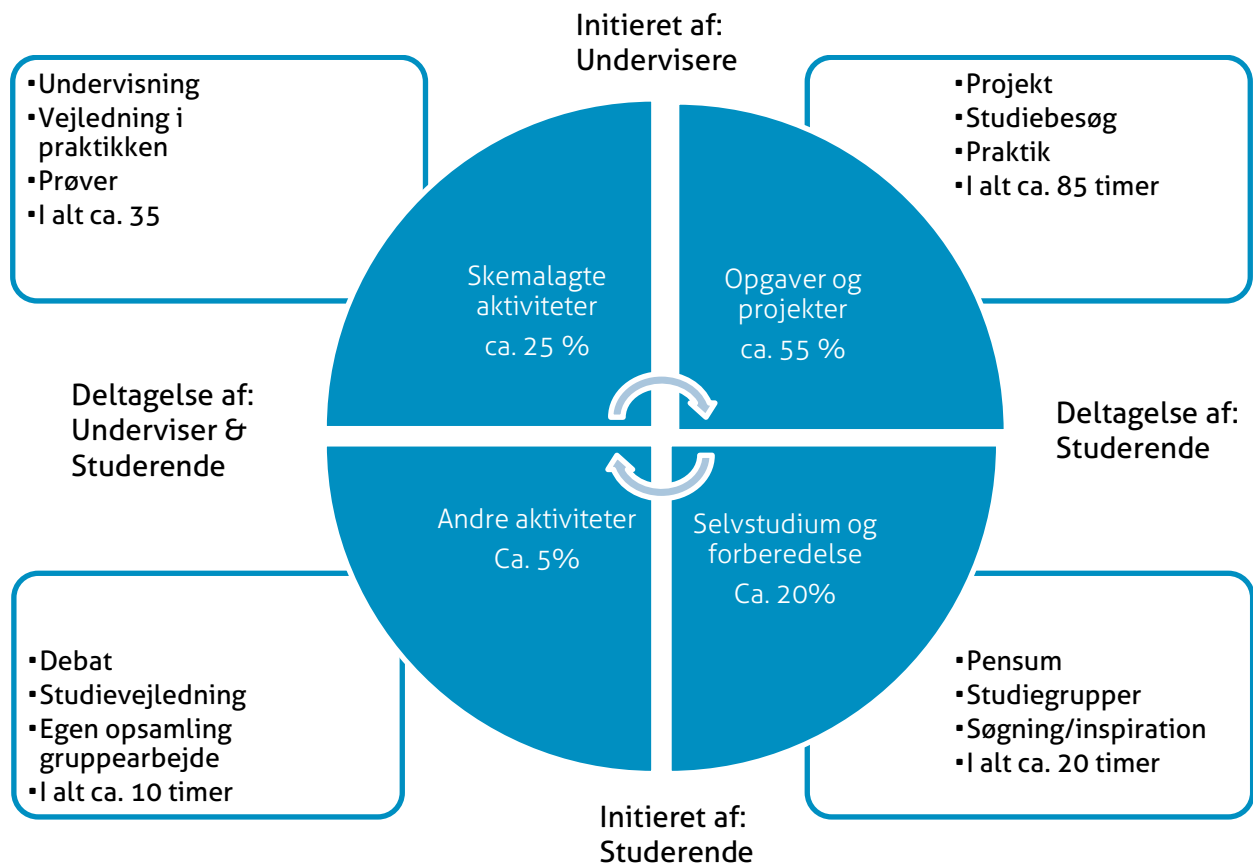 Initieret af:
Undervisere
▪Undervisning
▪Vejledning i
praktikken
▪Prøver
▪I alt ca. 35
▪Projekt
▪Studiebesøg
▪Praktik
▪I alt ca. 85 timer
Skemalagte
aktiviteter
ca. 25 %
Opgaver og
projekter
ca. 55 %
Deltagelse af:
Underviser &
Studerende
Deltagelse af:
Studerende
Andre aktiviteter
Ca. 5%
Selvstudium og
forberedelse
Ca. 20%
▪Debat
▪Studievejledning
▪Egen opsamling
gruppearbejde
▪I alt ca. 10 timer
▪Pensum
▪Studiegrupper
▪Søgning/inspiration
▪I alt ca. 20 timer
Initieret af:
Studerende